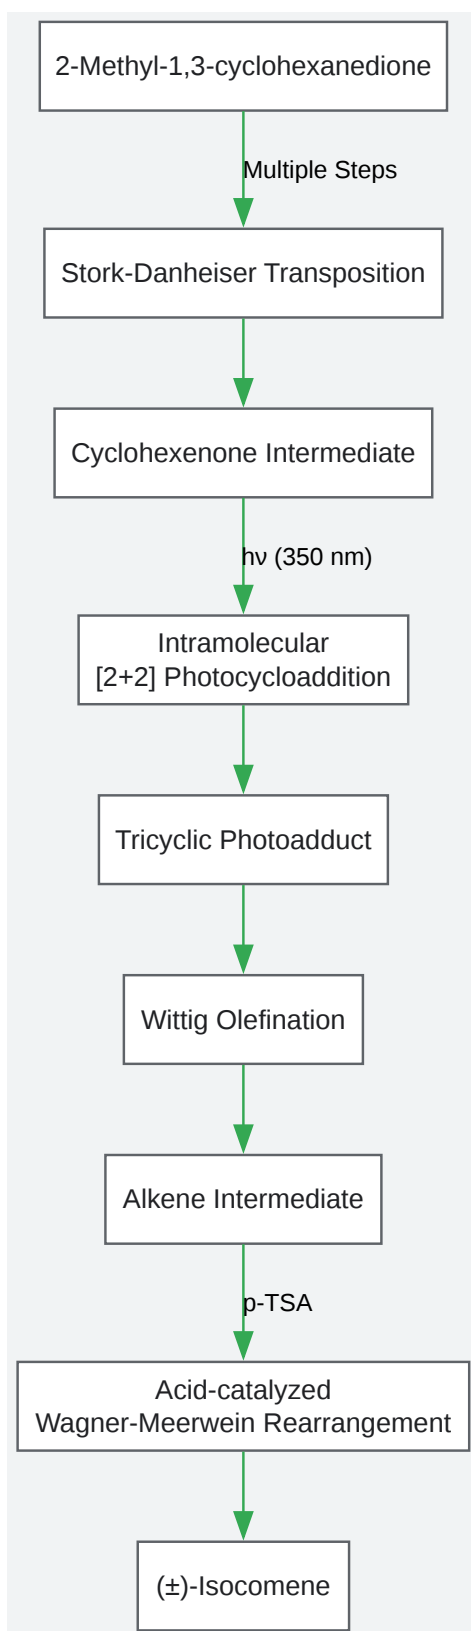 2-Methyl-1,3-cyclohexanedione
Multiple Steps
Stork-Danheiser Transposition
Cyclohexenone Intermediate
hν (350 nm)
Intramolecular
[2+2] Photocycloaddition
Tricyclic Photoadduct
Wittig Olefination
Alkene Intermediate
p-TSA
Acid-catalyzed
Wagner-Meerwein Rearrangement
(±)-Isocomene